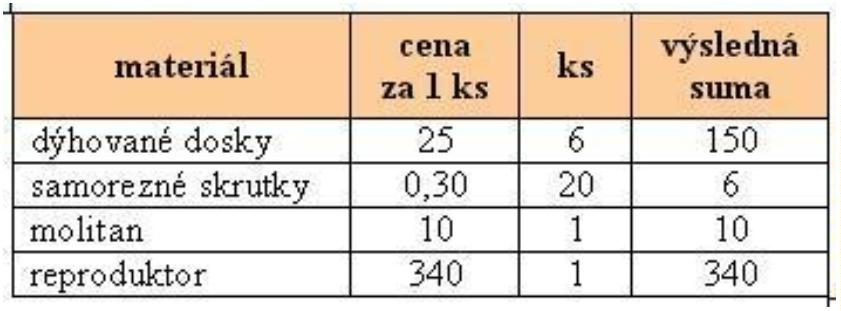 materiál cena za 1 ks ks výsledná suma
dýhované dosky 25 6 150
samorezné skrutky 0,30 20 6
molitan 10 1 10
reproduktor 340 1 340